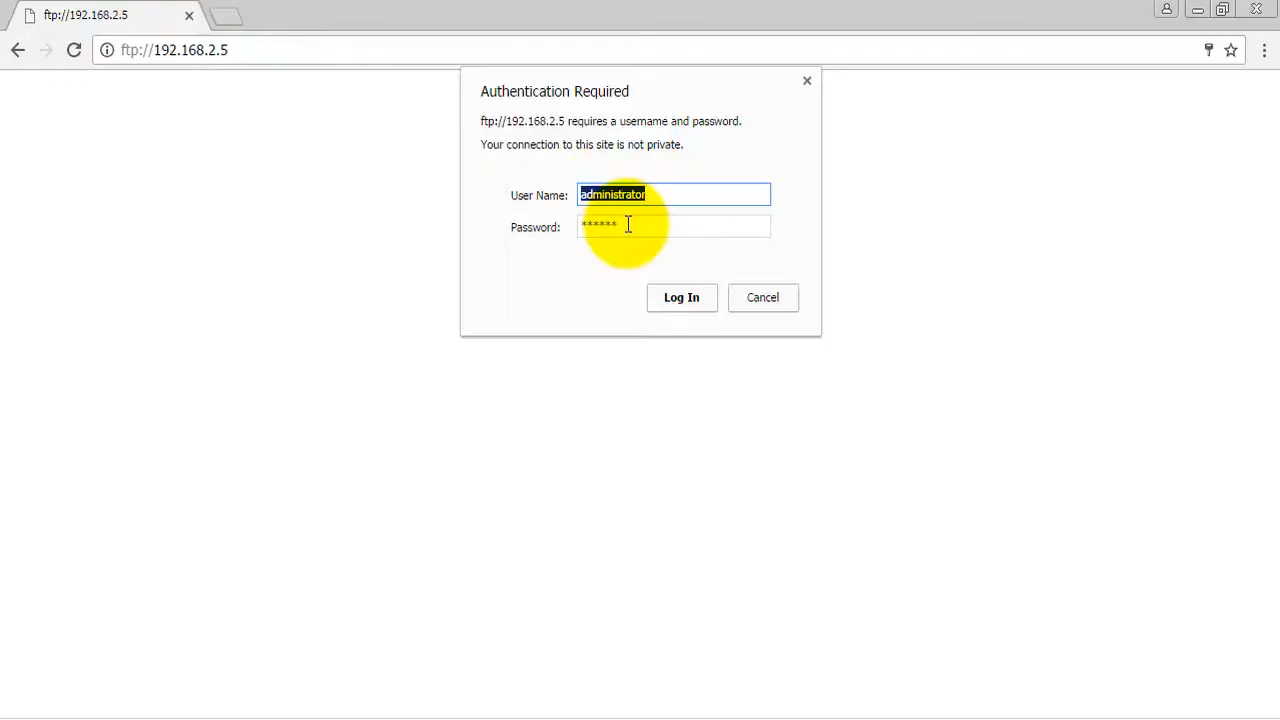 ftp://192.168.2.5
ftp://192.168.2.5
Authentication Required
ftp://192.168.2.5 requires a username and password.
Your connection to this site is not private.
User Name: administrator
Password: ******
Log In Cancel